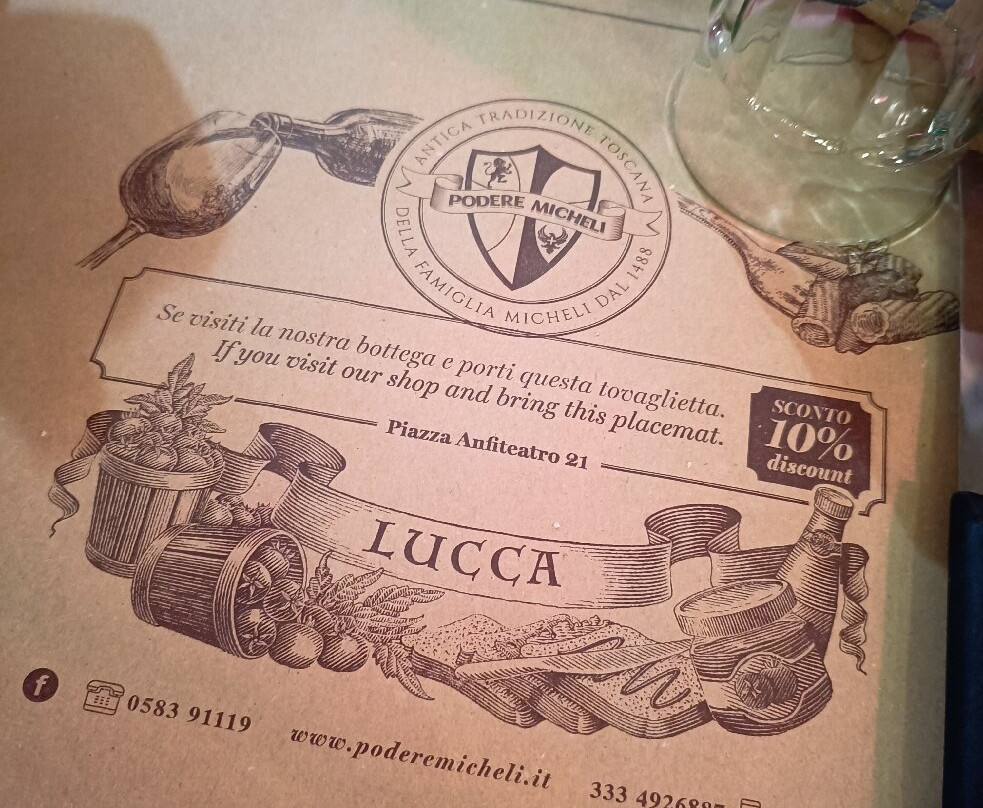 ANTICA TRADIZIONE TOSCANA
PODERE MICHELI
DELLA FAMIGLIA MICHELI DAL 1488
Se visiti la nostra bottega e porti questa tovaglietta.
If you visit our shop and bring this placemat.
SCONTO
10%
discount
Piazza Anfiteatro 21
LUCCA
f
0583 91119
www.poderemicheli.it
333